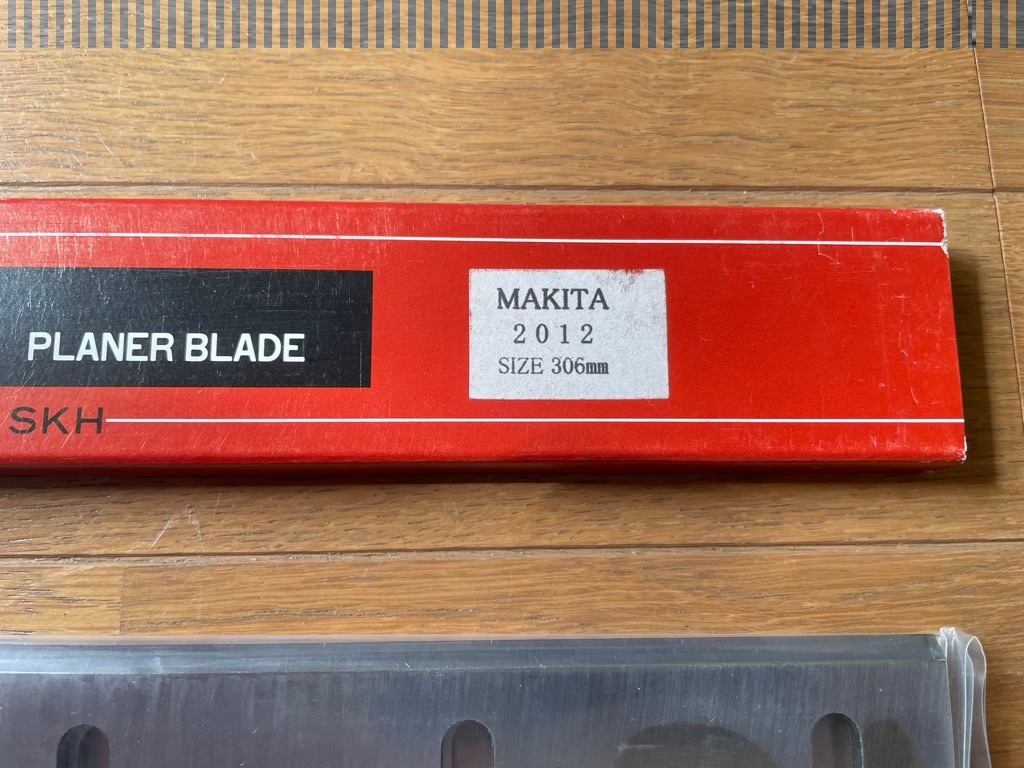 PLANER BLADE
SKH
MAKITA
2012
SIZE 306mm